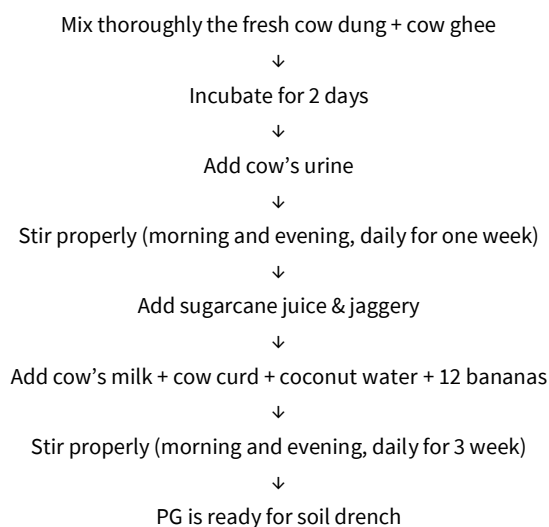 Mix thoroughly the fresh cow dung + cow ghee
↓
Incubate for 2 days
↓
Add cow’s urine
↓
Stir properly (morning and evening, daily for one week)
↓
Add sugarcane juice & jaggery
↓
Add cow’s milk + cow curd + coconut water + 12 bananas
↓
Stir properly (morning and evening, daily for 3 week)
↓
PG is ready for soil drench